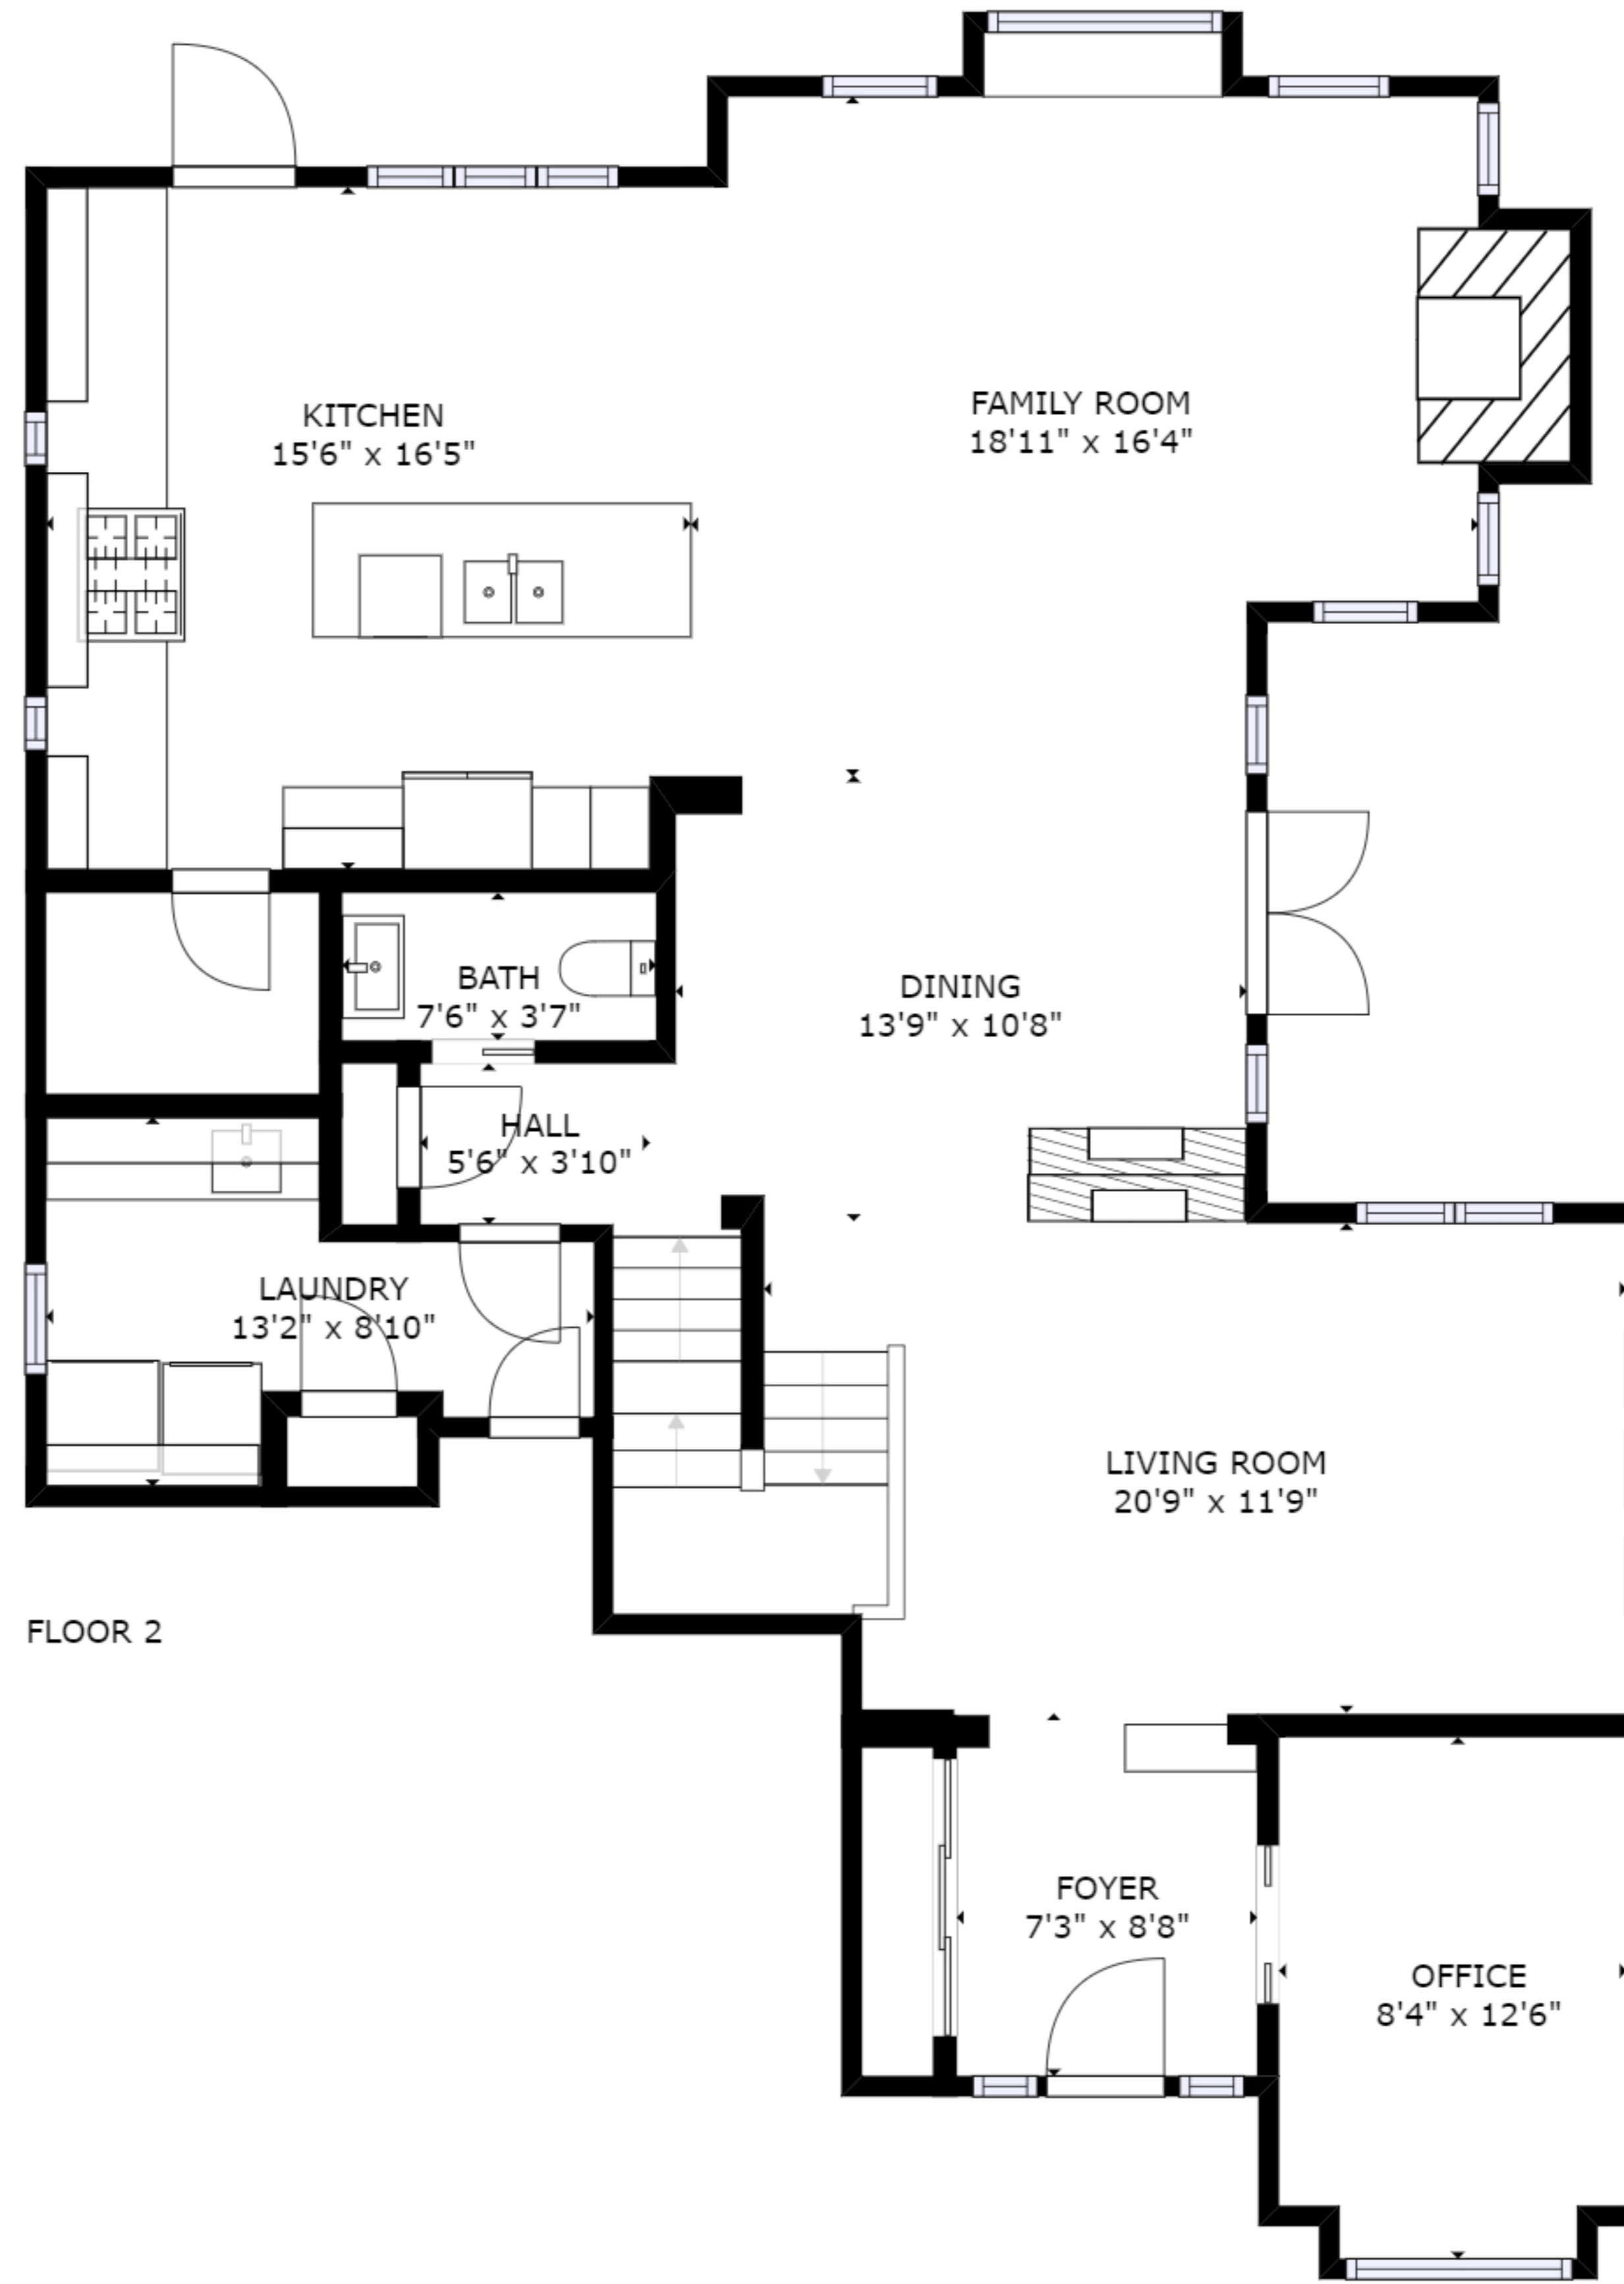 KITCHEN
15'6" x 16'5"
FAMILY ROOM
18'11" x 16'4"
BATH
7'6" x 3'7"
DINING
13'9" x 10'8"
HALL
5'6" x 3'10"
LAUNDRY
13'2" x 8'10"
LIVING ROOM
20'9" x 11'9"
FLOOR 2
FOYER
7'3" x 8'8"
OFFICE
8'4" x 12'6"